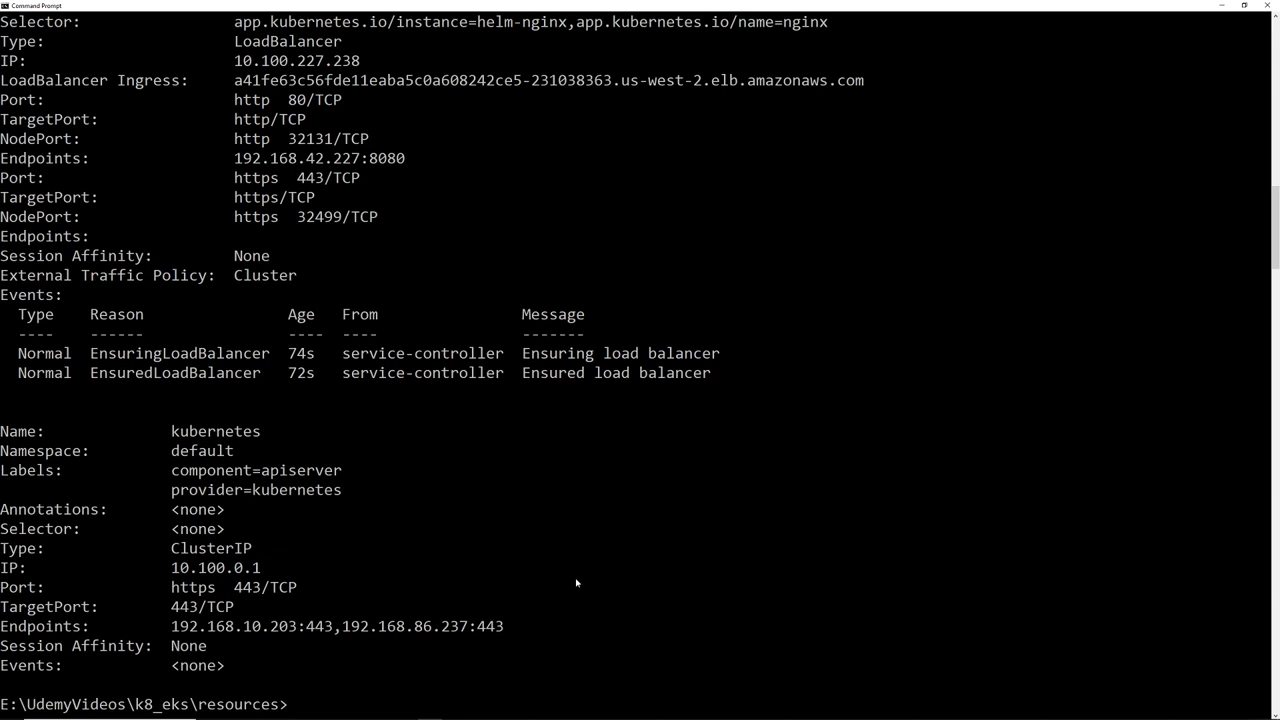 Command Prompt
Selector: app.kubernetes.io/instance=helm-nginx,app.kubernetes.io/name=nginx
Type: LoadBalancer
IP: 10.100.227.238
LoadBalancer Ingress: a41fe63c56fde11eaba5c0a608242ce5-231038363.us-west-2.elb.amazonaws.com
Port: http 80/TCP
TargetPort: http/TCP
NodePort: http 32131/TCP
Endpoints: 192.168.42.227:8080
Port: https 443/TCP
TargetPort: https/TCP
NodePort: https 32499/TCP
Endpoints:
Session Affinity: None
External Traffic Policy: Cluster
Events:
Type Reason Age From Message
---- ------ ---- ---- -------
Normal EnsuringLoadBalancer 74s service-controller Ensuring load balancer
Normal EnsuredLoadBalancer 72s service-controller Ensured load balancer
Name: kubernetes
Namespace: default
Labels: component=apiserver
provider=kubernetes
Annotations: <none>
Selector: <none>
Type: ClusterIP
IP: 10.100.0.1
Port: https 443/TCP
TargetPort: 443/TCP
Endpoints: 192.168.10.203:443,192.168.86.237:443
Session Affinity: None
Events: <none>
E:\UdemyVideos\k8_eks\resources>